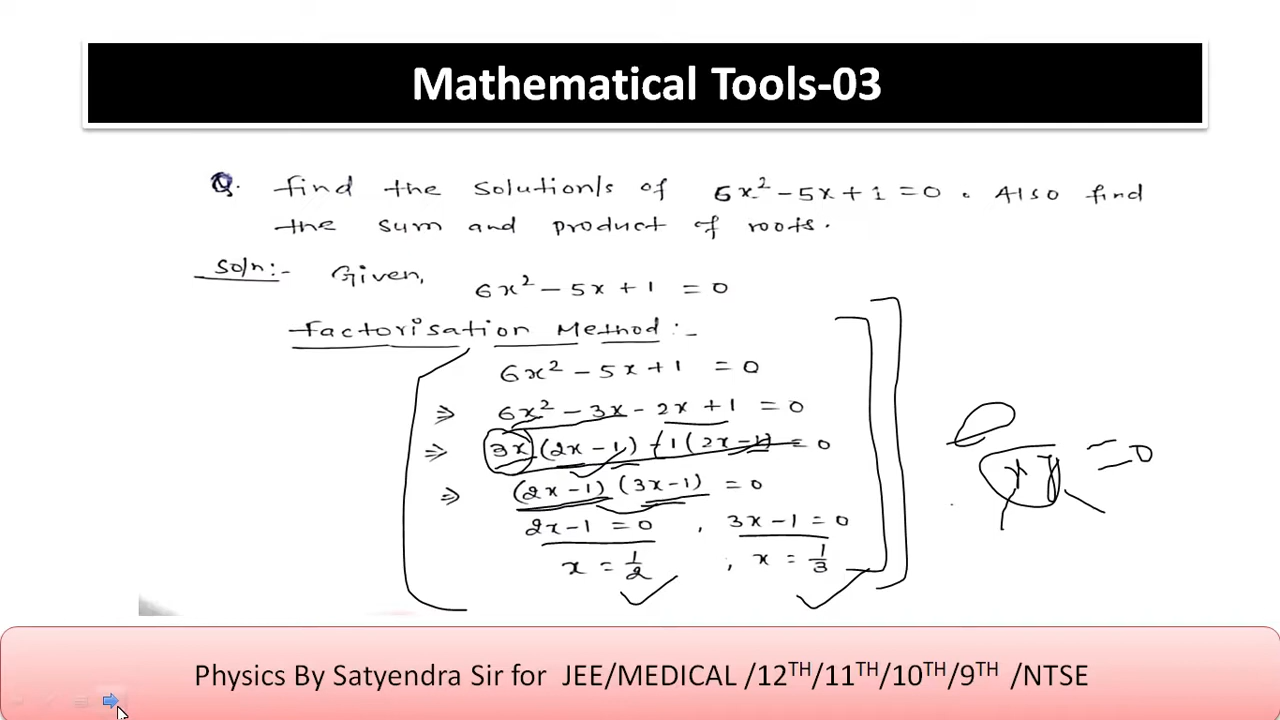 Mathematical Tools-03
Q. find the solution/s of 6x² - 5x + 1 = 0. Also find
the sum and product of roots.
Soln:- Given,
6x² - 5x + 1 = 0
Factorisation Method:-
6x² - 5x + 1 = 0
⇒ 6x² - 3x - 2x + 1 = 0
⇒ 3x (2x - 1) - 1 (2x - 1) = 0
⇒ (2x - 1) (3x - 1) = 0
2x - 1 = 0 , 3x - 1 = 0
x = 1/2 , x = 1/3
x y = 0
Physics By Satyendra Sir for JEE/MEDICAL /12TH/11TH/10TH/9TH /NTSE